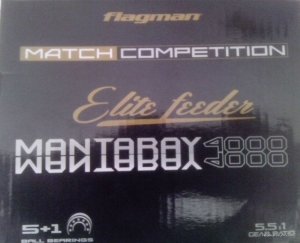 flagman
MATCH COMPETITION
Elite feeder
MANTARAY 4000
5+1
BALL BEARINGS
5.5:1
GEAR RATIO